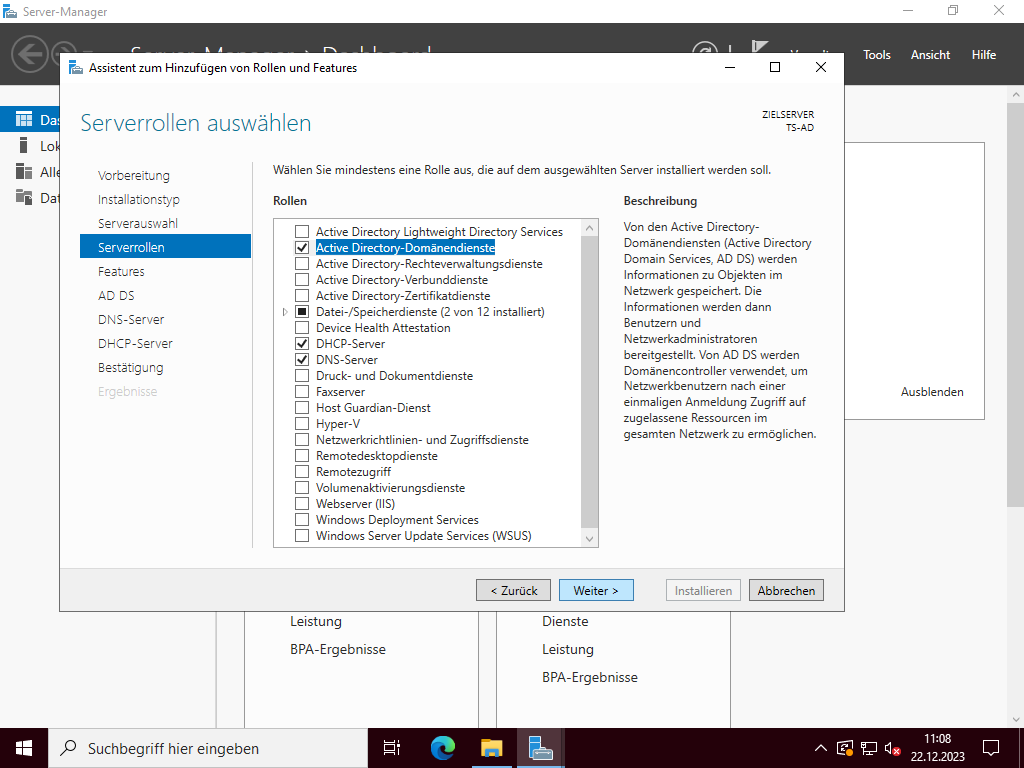 Server-Manager
Tools
Ansicht
Hilfe
Assistent zum Hinzufügen von Rollen und Features
Serverrollen auswählen
ZIELSERVER
TS-AD
Das
Lok
Alle
Dat
Vorbereitung
Installationstyp
Serverauswahl
Serverrollen
Features
AD DS
DNS-Server
DHCP-Server
Bestätigung
Ergebnisse
Wählen Sie mindestens eine Rolle aus, die auf dem ausgewählten Server installiert werden soll.
Rollen
Active Directory Lightweight Directory Services
Active Directory-Domänendienste
Active Directory-Rechteverwaltungsdienste
Active Directory-Verbunddienste
Active Directory-Zertifikatdienste
Datei-/Speicherdienste (2 von 12 installiert)
Device Health Attestation
DHCP-Server
DNS-Server
Druck- und Dokumentdienste
Faxserver
Host Guardian-Dienst
Hyper-V
Netzwerkrichtlinien- und Zugriffsdienste
Remotedesktopdienste
Remotezugriff
Volumenaktivierungsdienste
Webserver (IIS)
Windows Deployment Services
Windows Server Update Services (WSUS)
Beschreibung
Von den Active Directory-
Domänendiensten (Active Directory
Domain Services, AD DS) werden
Informationen zu Objekten im
Netzwerk gespeichert. Die
Informationen werden dann
Benutzern und
Netzwerkadministratoren
bereitgestellt. Von AD DS werden
Domänencontroller verwendet, um
Netzwerkbenutzern nach einer
einmaligen Anmeldung Zugriff auf
zugelassene Ressourcen im
gesamten Netzwerk zu ermöglichen.
Ausblenden
< Zurück
Weiter >
Installieren
Abbrechen
Leistung
BPA-Ergebnisse
Dienste
Leistung
BPA-Ergebnisse
Suchbegriff hier eingeben
11:08
22.12.2023